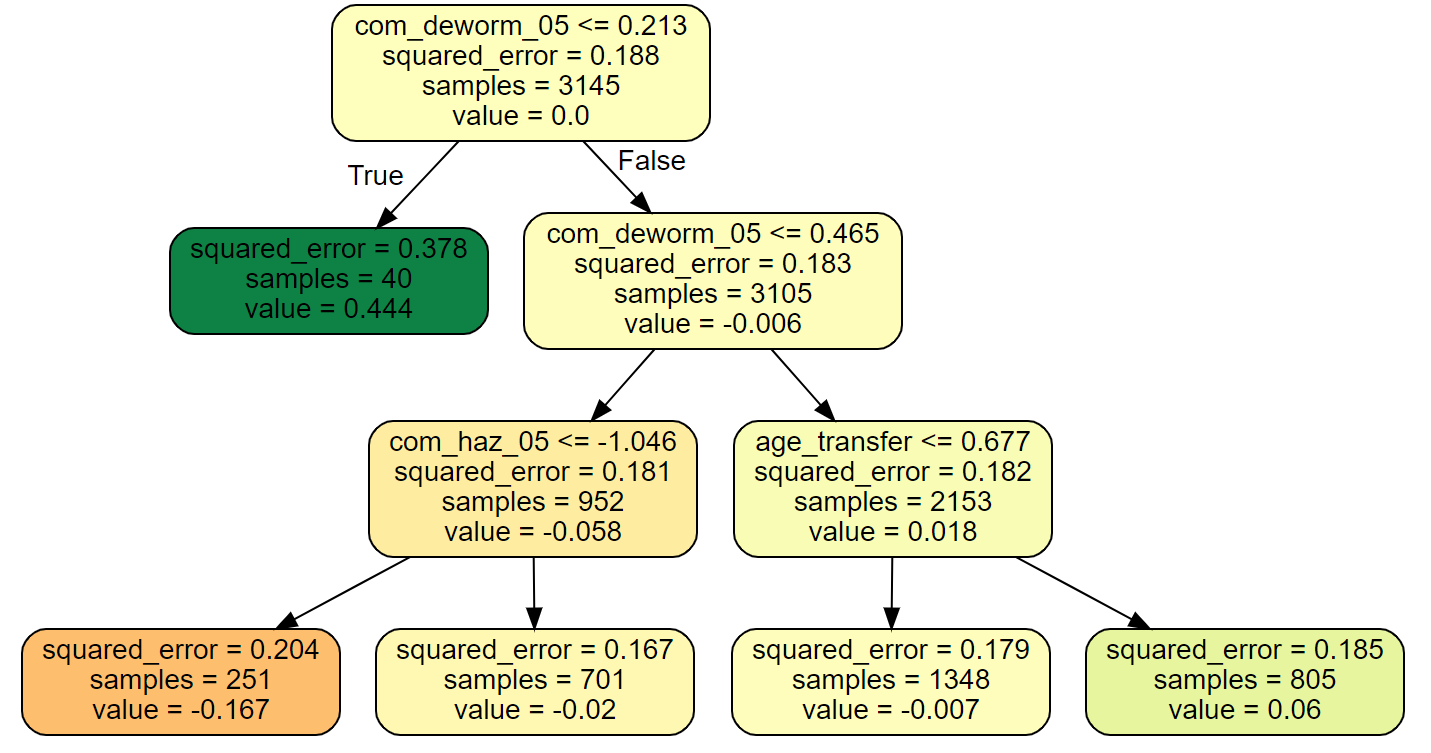 com_deworm_05 <= 0.213
squared_error = 0.188
samples = 3145
value = 0.0
True
False
squared_error = 0.378
samples = 40
value = 0.444
com_deworm_05 <= 0.465
squared_error = 0.183
samples = 3105
value = -0.006
com_haz_05 <= -1.046
squared_error = 0.181
samples = 952
value = -0.058
age_transfer <= 0.677
squared_error = 0.182
samples = 2153
value = 0.018
squared_error = 0.204
samples = 251
value = -0.167
squared_error = 0.167
samples = 701
value = -0.02
squared_error = 0.179
samples = 1348
value = -0.007
squared_error = 0.185
samples = 805
value = 0.06